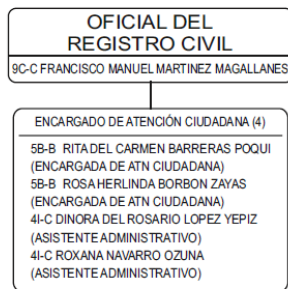 OFICIAL DEL
REGISTRO CIVIL
9C-C FRANCISCO MANUEL MARTINEZ MAGALLANES
ENCARGADO DE ATENCIÓN CIUDADANA (4)
5B-B RITA DEL CARMEN BARRERAS POQUI
(ENCARGADA DE ATN CIUDADANA)
5B-B ROSA HERLINDA BORBON ZAYAS
(ENCARGADA DE ATN CIUDADANA)
4I-C DINORA DEL ROSARIO LOPEZ YEPIZ
(ASISTENTE ADMINISTRATIVO)
4I-C ROXANA NAVARRO OZUNA
(ASISTENTE ADMINISTRATIVO)